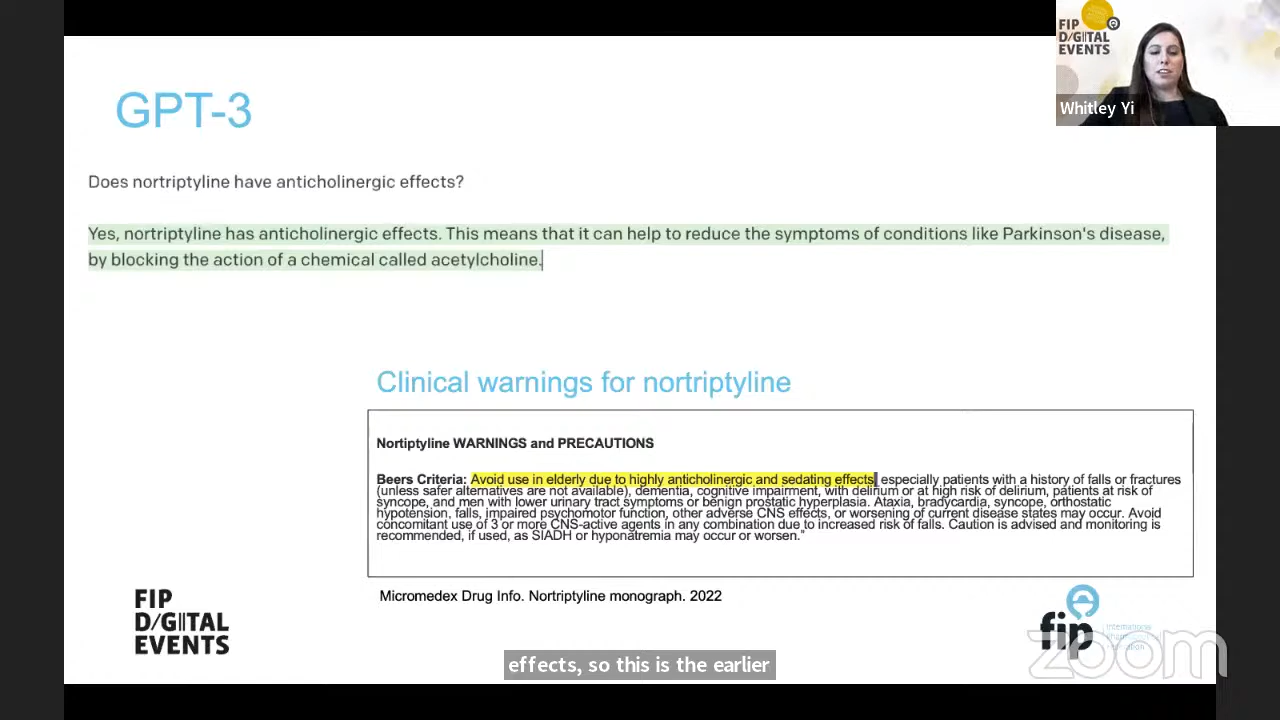 FIP
D/G||TAL
EVENTS
Whitley Yi
GPT-3
Does nortriptyline have anticholinergic effects?
Yes, nortriptyline has anticholinergic effects. This means that it can help to reduce the symptoms of conditions like Parkinson's disease,
by blocking the action of a chemical called acetylcholine.
Clinical warnings for nortriptyline
Nortiptyline WARNINGS and PRECAUTIONS
Beers Criteria: Avoid use in elderly due to highly anticholinergic and sedating effects, especially patients with a history of falls or fractures
(unless safer alternatives are not available), dementia, cognitive impairment, with delirium or at high risk of delirium, patients at risk of
syncope, and men with lower urinary tract symptoms or benign prostatic hyperplasia. Ataxia, bradycardia, syncope, orthostatic
hypotension, falls, impaired psychomotor function, other adverse CNS effects, or worsening of current disease states may occur. Avoid
concomitant use of 3 or more CNS-active agents in any combination due to increased risk of falls. Caution is advised and monitoring is
recommended, if used, as SIADH or hyponatremia may occur or worsen."
Micromedex Drug Info. Nortriptyline monograph. 2022
FIP
D/G||TAL
EVENTS
fip
International
zoom
effects, so this is the earlier